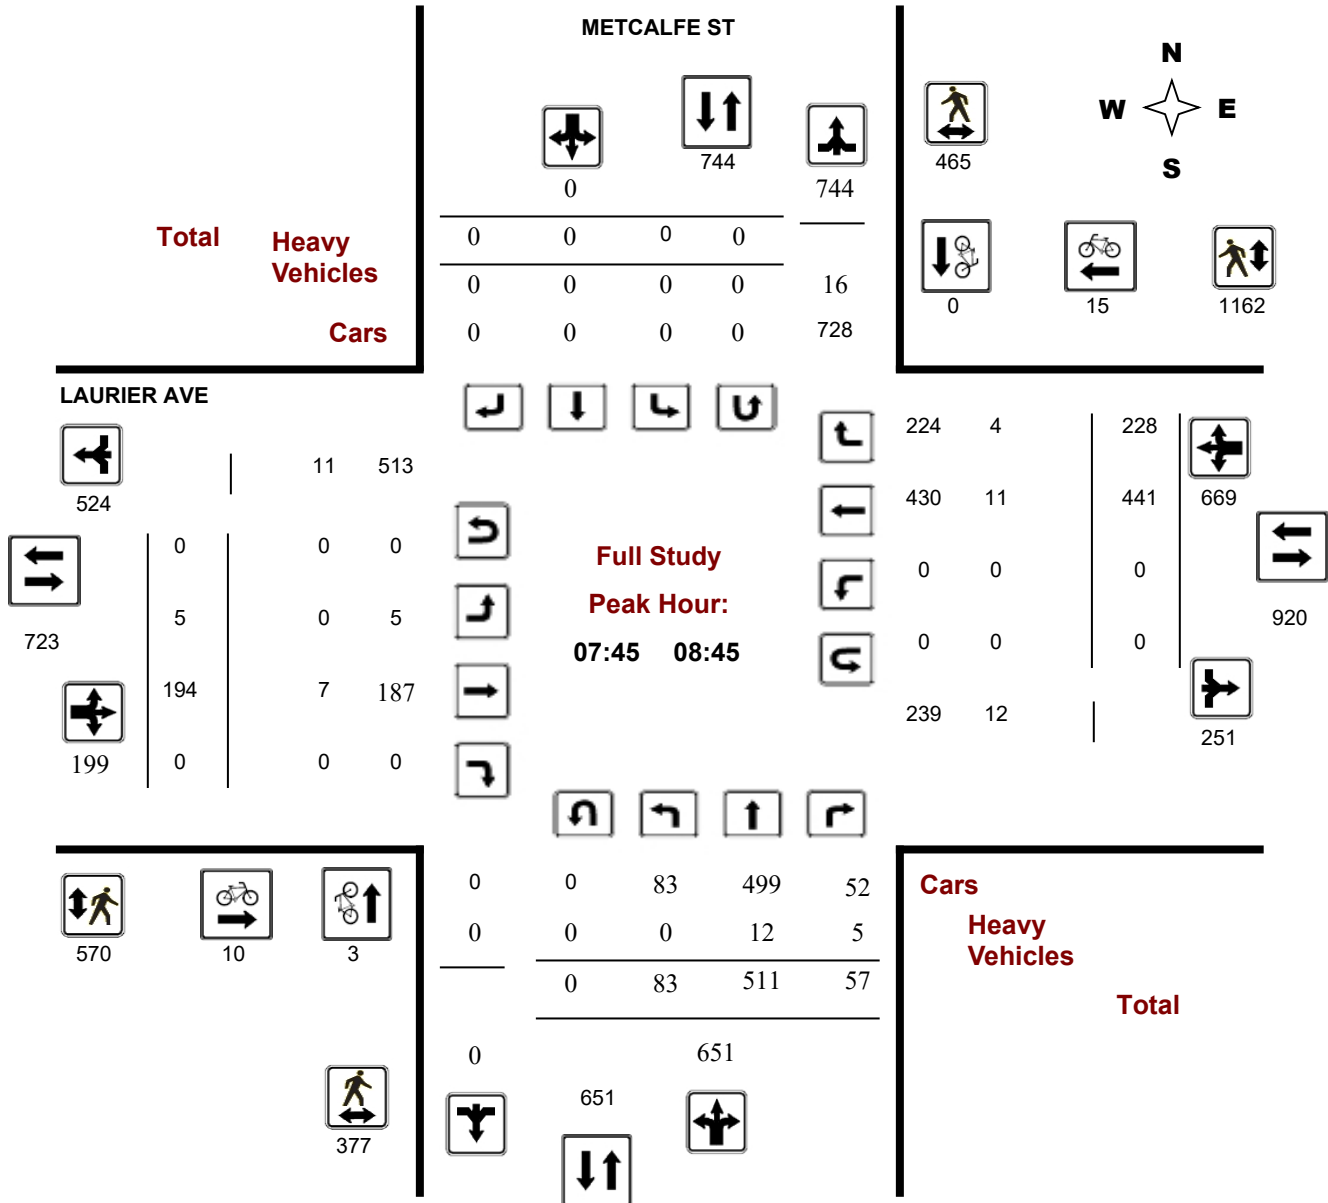 METCALFE ST
N
W E
S
744
465
0 744
Total Heavy
Vehicles
0 0 0 0
0 0 0 0 16
Cars 0 0 0 0 728
0 15 1162
LAURIER AVE
224 4 228
11 513
524
430 11 441 669
0 0 0
Full Study
0 0 0
5 0 5
Peak Hour:
920
723
07:45 08:45
0 0 0
194 7 187
239 12
251
199 0 0 0
0 0 83 499 52
Cars
0 0 0 12 5
Heavy
Vehicles
570 10 3
0 83 511 57
Total
0 651
651
377